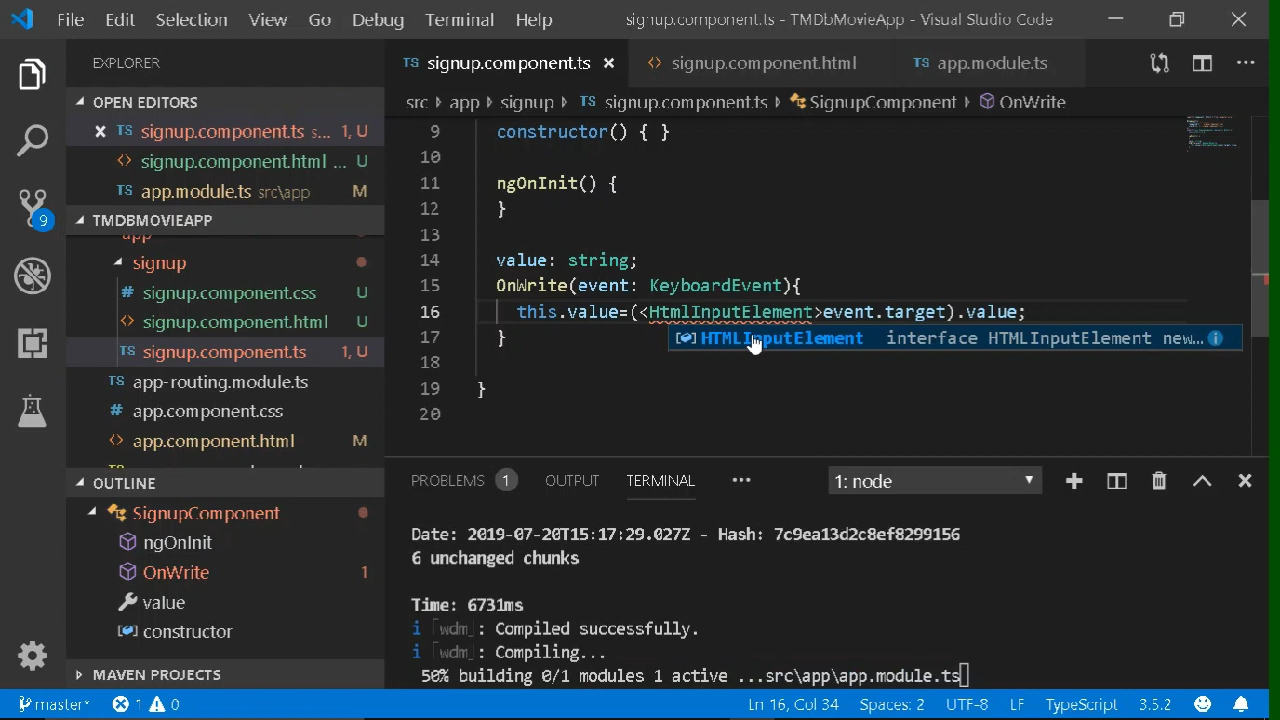 File Edit Selection View Go Debug Terminal Help signup.component.ts - TMDbMovieApp - Visual Studio Code
EXPLORER
OPEN EDITORS
TS signup.component.ts s... 1, U
<> signup.component.html ... U
TS app.module.ts src\app M
TMDBMOVIEAPP
app
signup
# signup.component.css U
<> signup.component.html U
TS signup.component.ts 1, U
TS app-routing.module.ts
# app.component.css
<> app.component.html M
OUTLINE
SignupComponent
ngOnInit
OnWrite 1
value
constructor
MAVEN PROJECTS
TS signup.component.ts
<> signup.component.html
TS app.module.ts
src > app > signup > TS signup.component.ts > SignupComponent > OnWrite
9 constructor() { }
10
11 ngOnInit() {
12 }
13
14 value: string;
15 OnWrite(event: KeyboardEvent){
16 this.value=(<HtmlInputElement>event.target).value;
HTMLInputElement interface HTMLInputElement new...
17 }
18
19 }
20
PROBLEMS 1 OUTPUT TERMINAL ... 1: node
Date: 2019-07-20T15:17:29.027Z - Hash: 7c9ea13d2c8ef8299156
6 unchanged chunks
Time: 6731ms
i 「wdm」: Compiled successfully.
i 「wdm」: Compiling...
50% building 0/1 modules 1 active ...src\app\app.module.ts
9
master* 1 0 Ln 16, Col 34 Spaces: 2 UTF-8 LF TypeScript 3.5.2